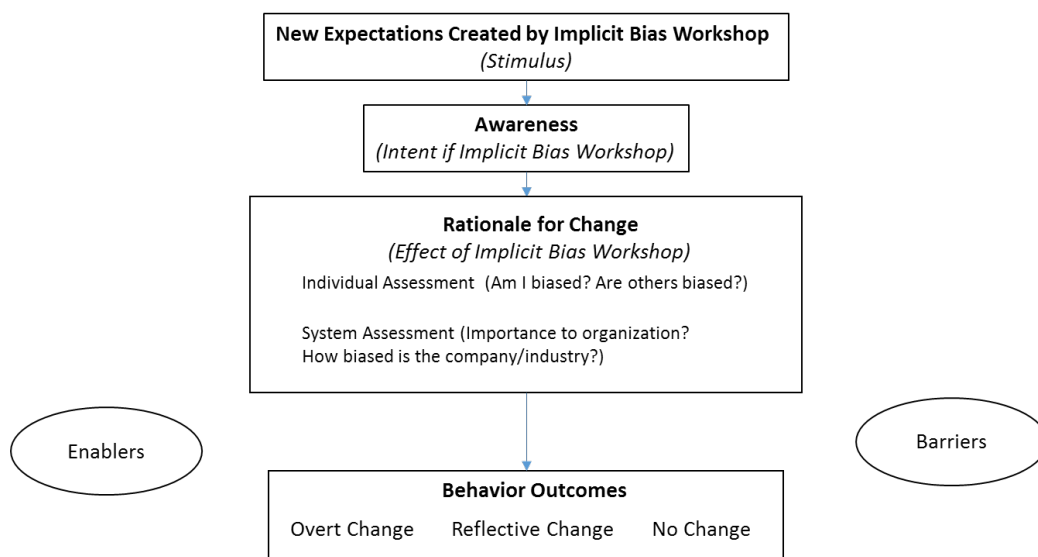 New Expectations Created by Implicit Bias Workshop
(Stimulus)
Awareness
(Intent if Implicit Bias Workshop)
Rationale for Change
(Effect of Implicit Bias Workshop)
Individual Assessment  (Am I biased? Are others biased?)
System Assessment (Importance to organization?
How biased is the company/industry?)
Enablers
Barriers
Behavior Outcomes
Overt Change   Reflective Change   No Change